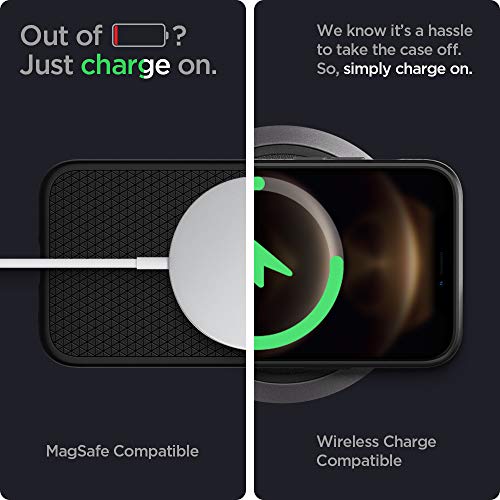 Out of ?
Just charge on.
We know it's a hassle
to take the case off.
So, simply charge on.
MagSafe Compatible
Wireless Charge
Compatible